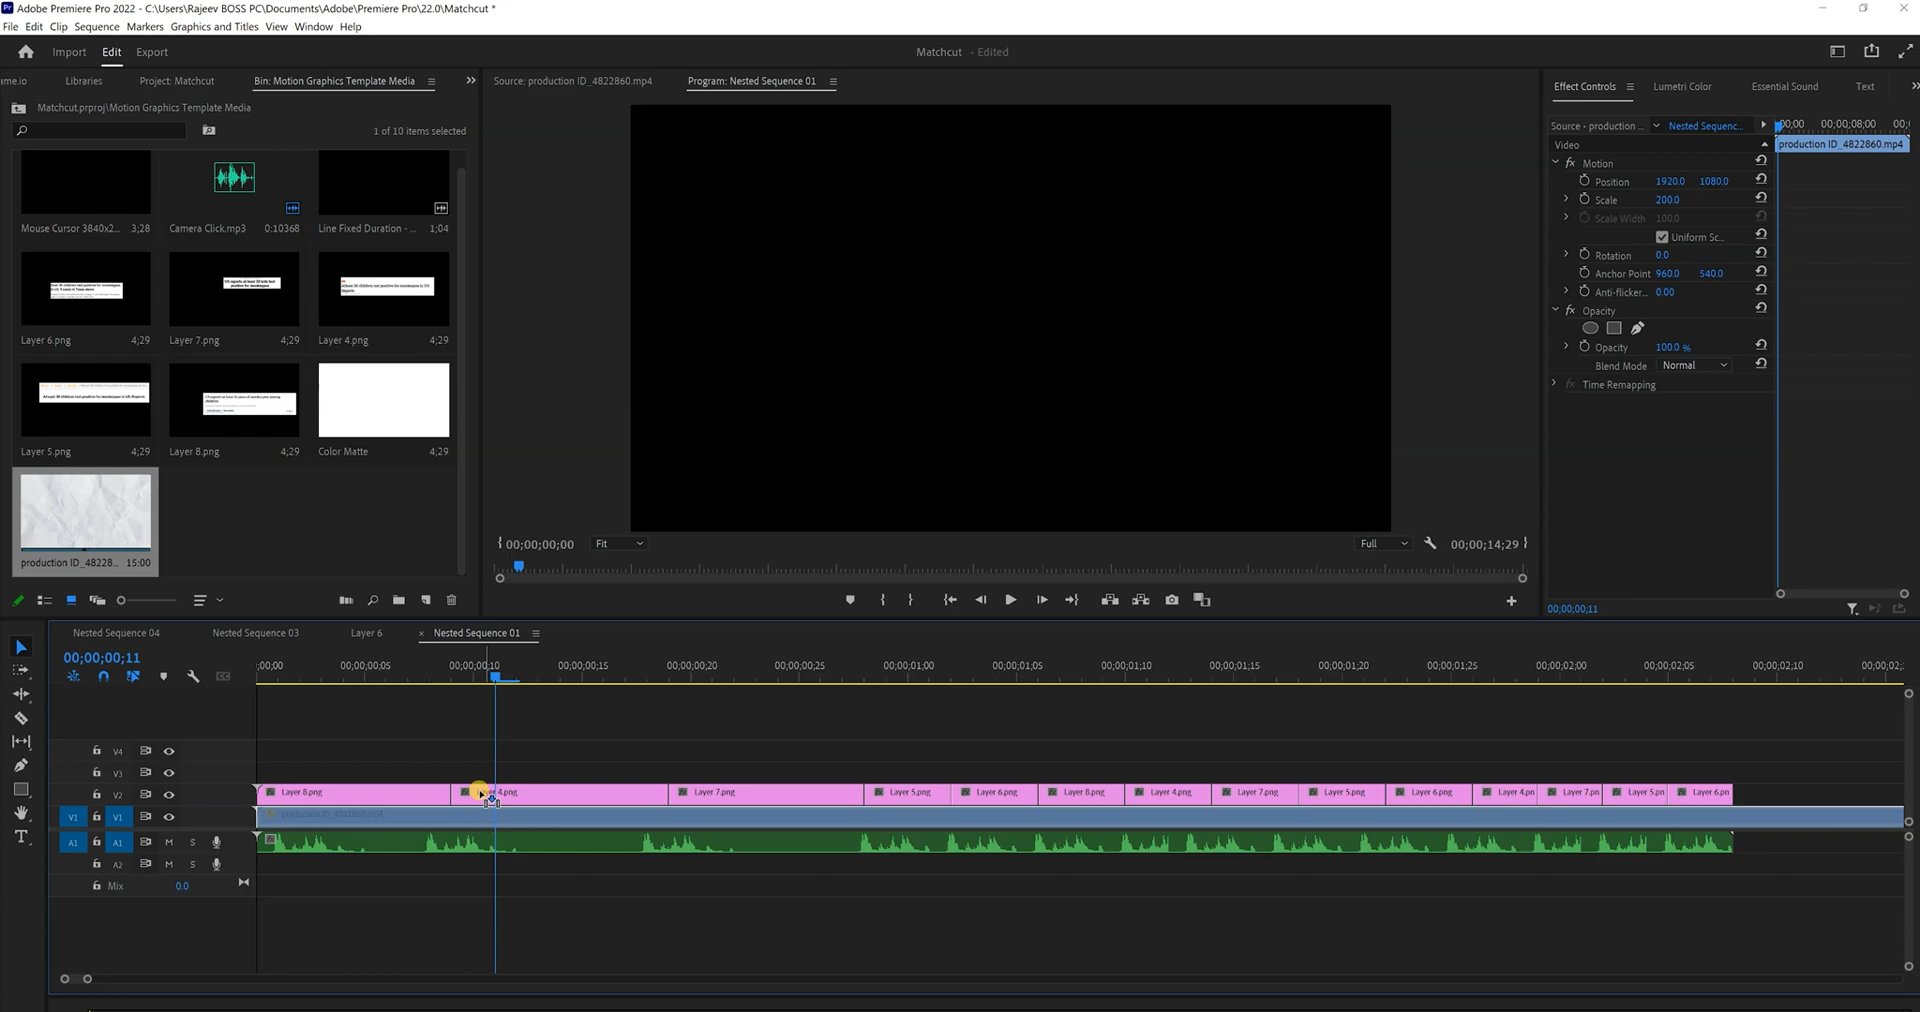 Adobe Premiere Pro 2022 - C:\Users\Rajeev BOSS PC\Documents\Adobe\Premiere Pro\22.0\Matchcut *
File Edit Clip Sequence Markers Graphics and Titles View Window Help
Import Edit Export
Matchcut - Edited
ame.io Libraries Project: Matchcut Bin: Motion Graphics Template Media
Source: production ID_4822860.mp4 Program: Nested Sequence 01
Effect Controls Lumetri Color Essential Sound Text
Matchcut.prproj\Motion Graphics Template Media
1 of 10 items selected
Mouse Cursor 3840x2... 3;28
Camera Click.mp3 0:10368
Line Fixed Duration - ... 1;04
Layer 6.png 4;29
Layer 7.png 4;29
Layer 4.png 4;29
Layer 5.png 4;29
Layer 8.png 4;29
Color Matte 4;29
production ID_48228... 15:00
00;00;00;00 Fit Full 00;00;14;29
Source - production ... Nested Sequenc...
00;00 00;00;08;00 00;
Video
production ID_4822860.mp4
fx Motion
Position 1920.0 1080.0
Scale 200.0
Scale Width 100.0
Uniform Sc...
Rotation 0.0
Anchor Point 960.0 540.0
Anti-flicker... 0.00
fx Opacity
Opacity 100.0 %
Blend Mode Normal
fx Time Remapping
00;00;00;11
Nested Sequence 04 Nested Sequence 03 Layer 6 × Nested Sequence 01
00;00;00;11
;00;00 00;00;00;05 00;00;00;10 00;00;00;15 00;00;00;20 00;00;00;25 00;00;01;00 00;00;01;05 00;00;01;10 00;00;01;15 00;00;01;20 00;00;01;25 00;00;02;00 00;00;02;05 00;00;02;10 00;00;02;
V4
V3
V2 Layer 8.png 4.png Layer 7.png Layer 5.png Layer 6.png Layer 8.png Layer 4.png Layer 7.png Layer 5.png Layer 6.png Layer 4.pn Layer 7.pn Layer 5.pn Layer 6.pn
V1 V1 production ID_4822860.mp4
A1 A1 M S
A2 M S
Mix 0.0